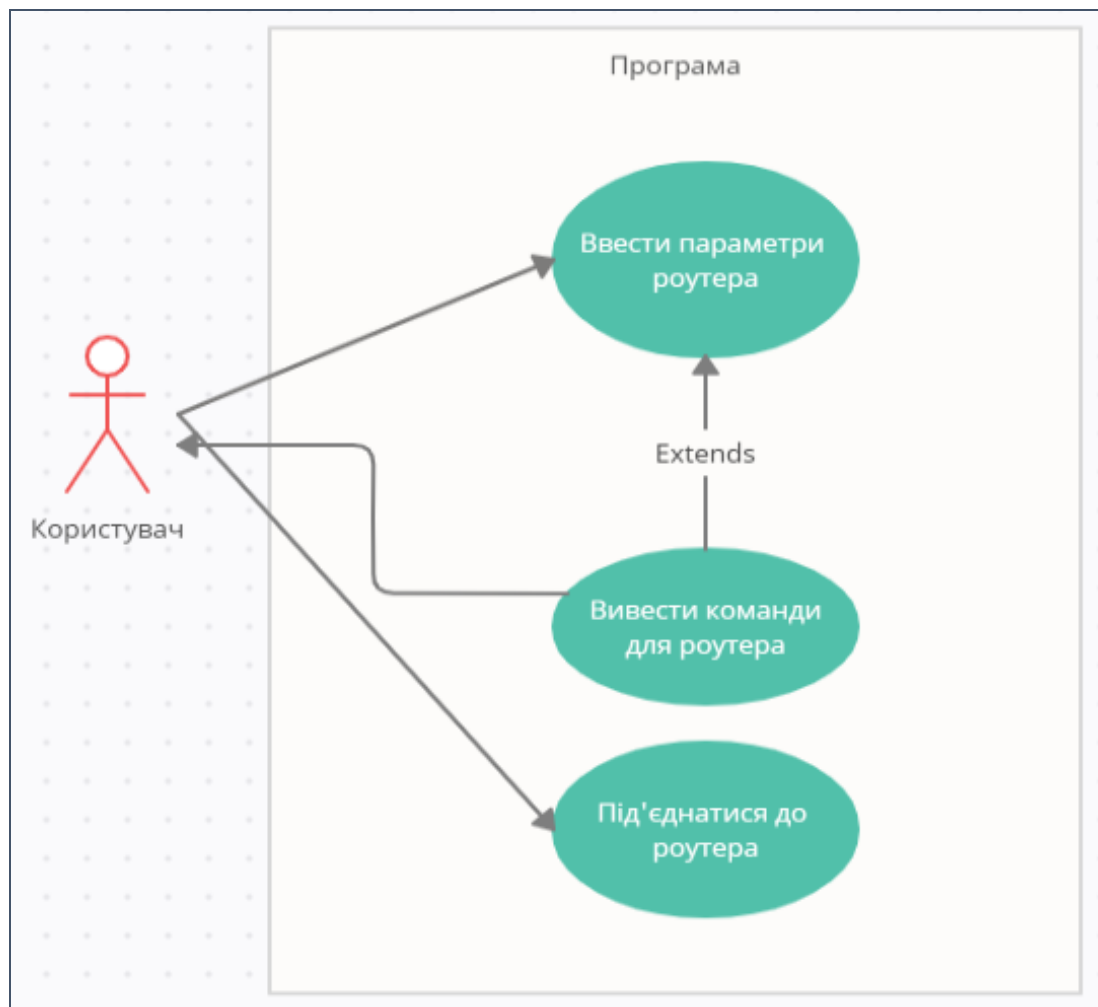 Програма
Ввести параметри
роутера
Extends
Користувач
Вивести команди
для роутера
Під'єднатися до
роутера